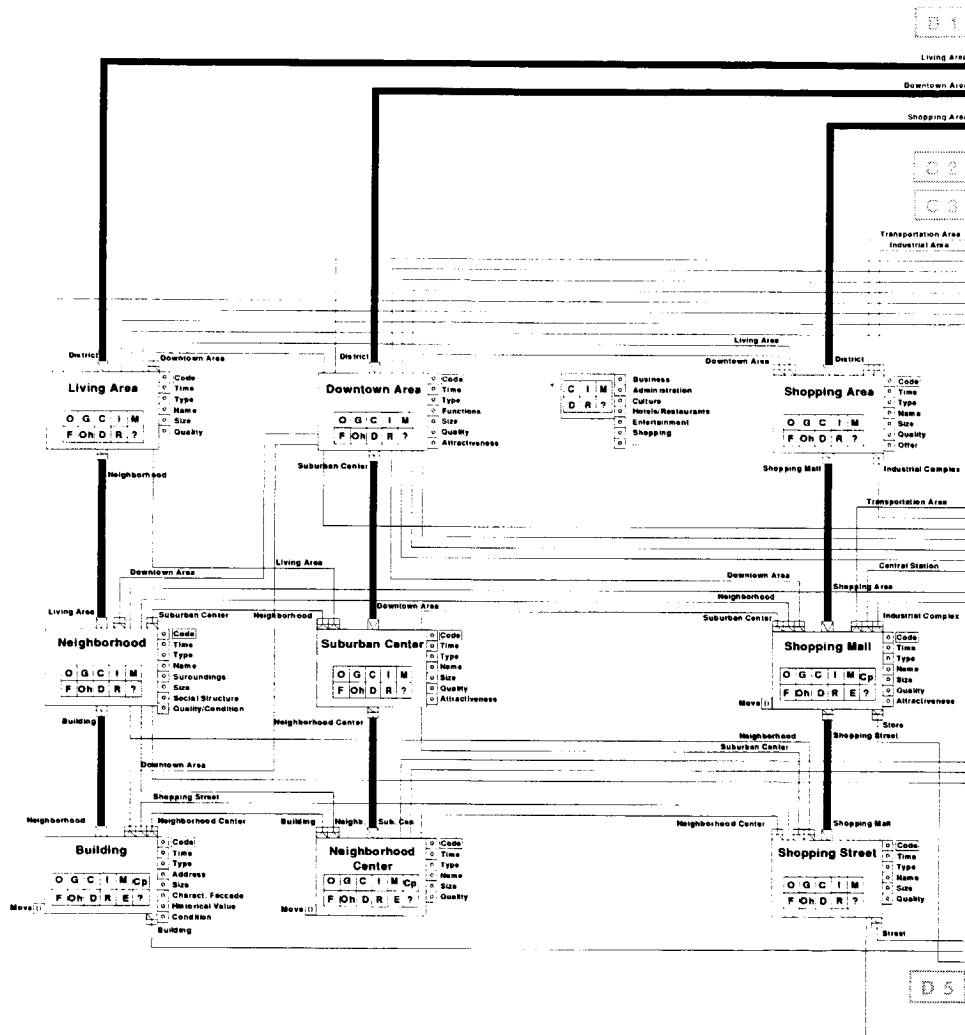 D 1
Living Area
Downtown Area
Shopping Area
C 2
C 3
Transportation Area
Industrial Area
Living Area
District
Downtown Area
District
Downtown Area
District
Living Area
Code
Time
Type
Name
Size
Quality
O G C I M
F Oh D R ?
Downtown Area
Code
Time
Type
Functions
Size
Quality
Attractiveness
O G C I M
F Oh D R ?
C I M
D R ?
Business
Administration
Culture
Hotels/Restaurants
Entertainment
Shopping
Shopping Area
Code
Time
Type
Name
Size
Quality
Offer
O G C I M
F Oh D R ?
Neighborhood
Suburban Center
Shopping Mall
Industrial Complex
Transportation Area
Living Area
Downtown Area
Central Station
Downtown Area
Shopping Area
Neighborhood
Living Area
Suburban Center
Neighborhood
Downtown Area
Suburban Center
Industrial Complex
Neighborhood
Code
Time
Type
Name
Suroundings
Size
Social Structure
Quality/Condition
O G C I M
F Oh D R ?
Suburban Center
Code
Time
Type
Name
Size
Quality
Attractiveness
O G C I M
F Oh D R ?
Shopping Mall
Code
Time
Type
Name
Size
Quality
Attractiveness
O G C I M Cp
F Oh D R E ?
Move
Building
Neighborhood Center
Store
Shopping Street
Neighborhood
Suburban Center
Downtown Area
Shopping Street
Neighborhood
Neighborhood Center
Building
Neighb.
Sub. Cen
Neighborhood Center
Shopping Mall
Building
Code
Time
Type
Address
Size
Charact. Faccade
Historical Value
Condition
O G C I M Cp
F Oh D R E ?
Move
Building
Neighborhood
Center
Code
Time
Type
Name
Size
Quality
O G C I M Cp
F Oh D R E ?
Move
Shopping Street
Code
Time
Type
Name
Size
Quality
O G C I M
F Oh D R ?
Street
D 5